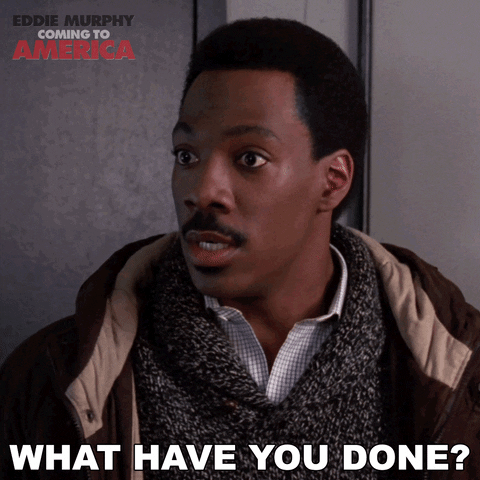 EDDIE MURPHY
COMING TO
AMERICA
WHAT HAVE YOU DONE?